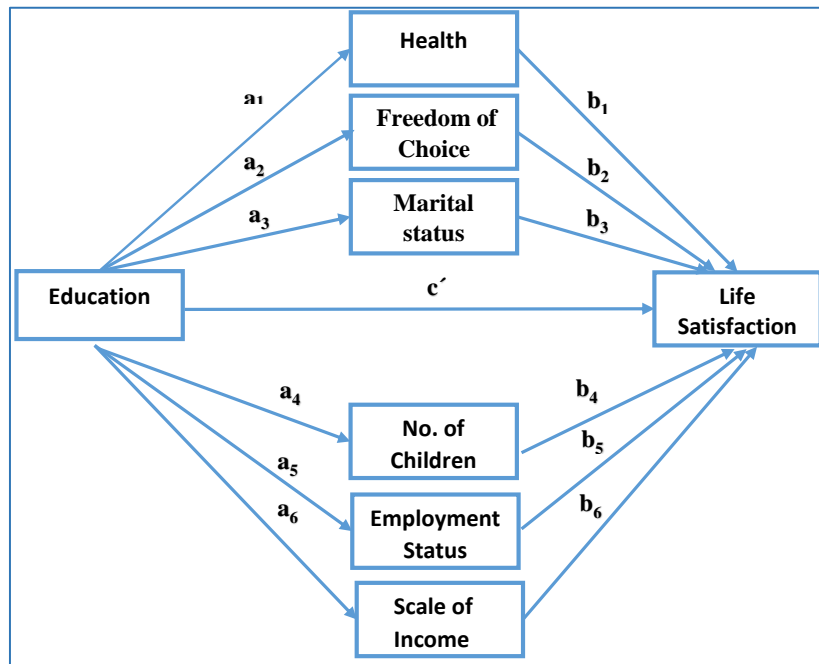 Health
a₁
b₁
Freedom of
Choice
a₂
b₂
Marital
status
a₃
b₃
Education
c´
Life
Satisfaction
a₄
b₄
No. of
Children
a₅
b₅
Employment
Status
a₆
b₆
Scale of
Income